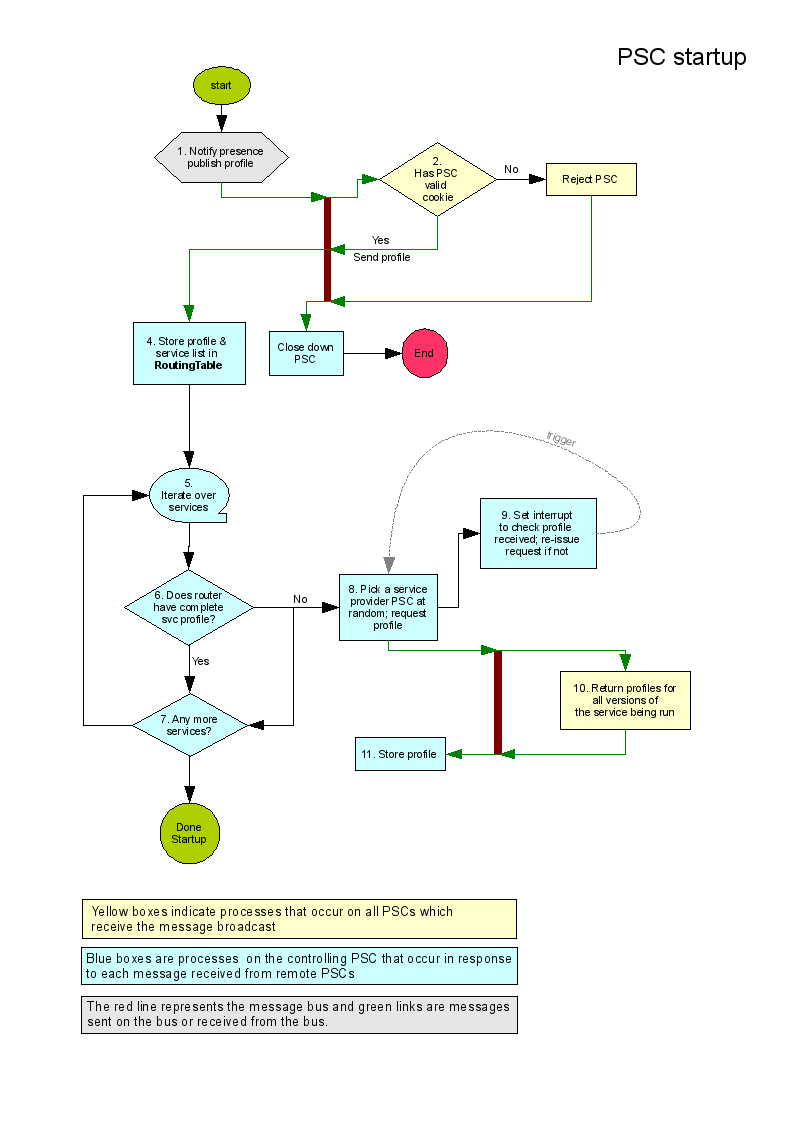 PSC startup
start
1. Notify presence
publish profile
2.
Has PSC
valid
cookie
No
Reject PSC
Yes
Send profile
4. Store profile &
service list in
RoutingTable
Close down
PSC
End
trigger
5.
Iterate over
services
9. Set interrupt
to check profile
received; re-issue
request if not
6. Does router
have complete
svc profile?
No
8. Pick a service
provider PSC at
random; request
profile
Yes
10. Return profiles for
all versions of
the service being run
7. Any more
services?
11. Store profile
Done
Startup
Yellow boxes indicate processes that occur on all PSCs which
receive the message broadcast
Blue boxes are processes on the controlling PSC that occur in response
to each message received from remote PSCs
The red line represents the message bus and green links are messages
sent on the bus or received from the bus.